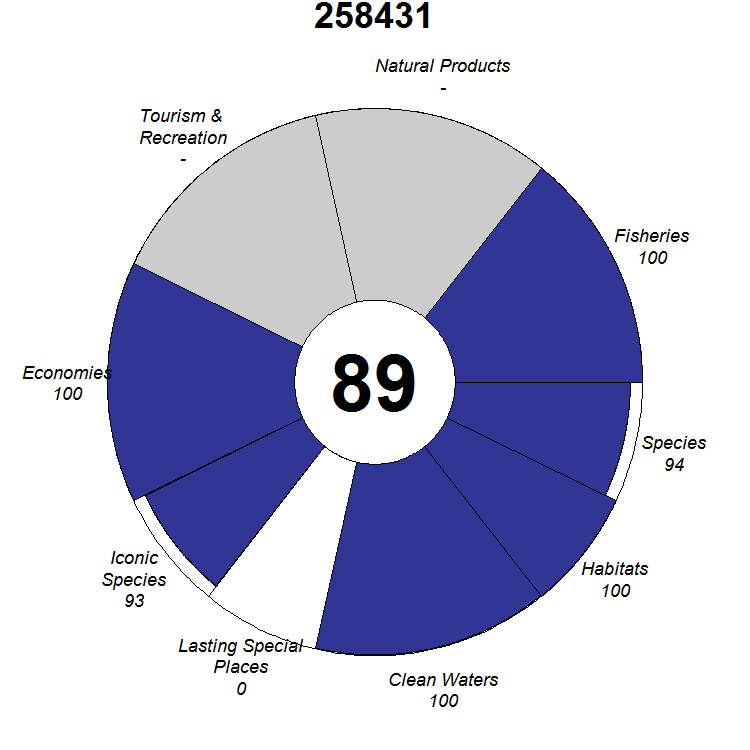 258431
Natural Products
-
Tourism &
Recreation
-
Fisheries
100
Economies
100
89
Species
94
Iconic
Species
93
Habitats
100
Lasting Special
Places
0
Clean Waters
100